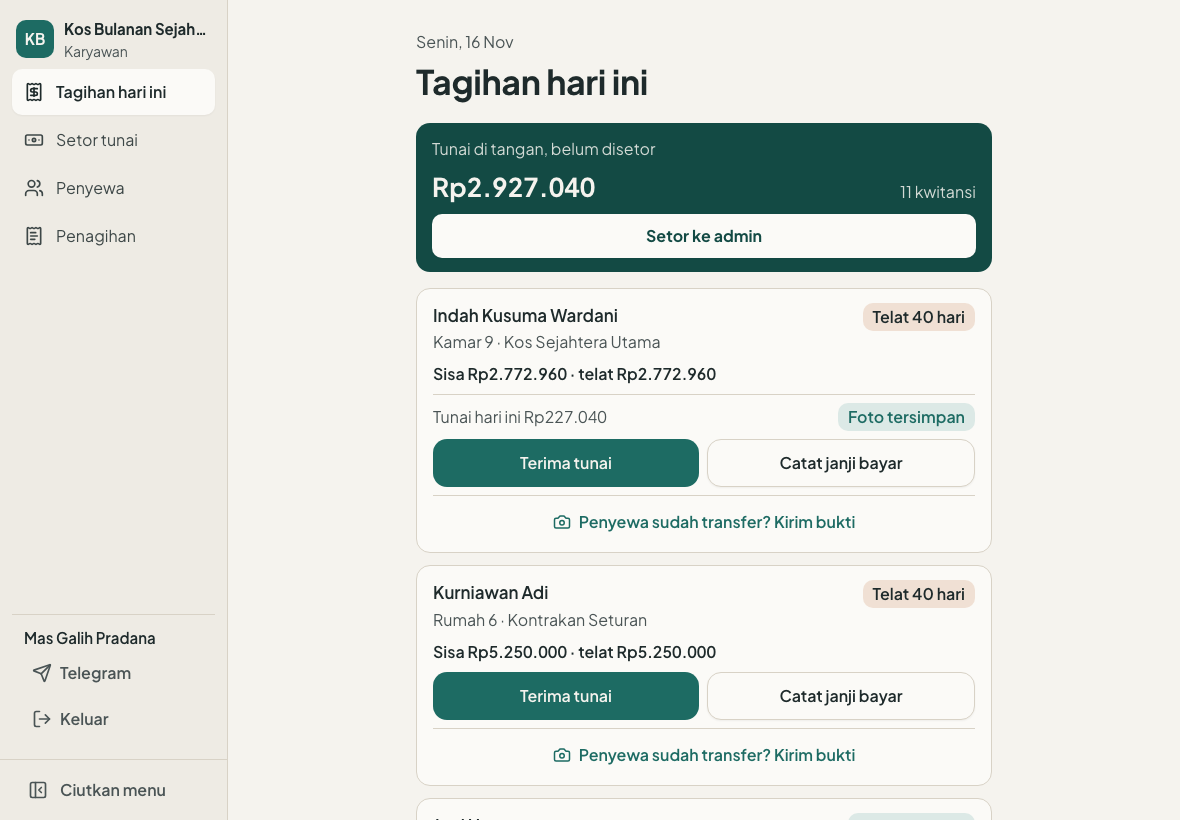 KB
Kos Bulanan Sejah...
Karyawan
Tagihan hari ini
Setor tunai
Penyewa
Penagihan
Mas Galih Pradana
Telegram
Keluar
Ciutkan menu
Senin, 16 Nov
Tagihan hari ini
Tunai di tangan, belum disetor
Rp2.927.040
11 kwitansi
Setor ke admin
Indah Kusuma Wardani
Telat 40 hari
Kamar 9 · Kos Sejahtera Utama
Sisa Rp2.772.960 · telat Rp2.772.960
Tunai hari ini Rp227.040
Foto tersimpan
Terima tunai
Catat janji bayar
Penyewa sudah transfer? Kirim bukti
Kurniawan Adi
Telat 40 hari
Rumah 6 · Kontrakan Seturan
Sisa Rp5.250.000 · telat Rp5.250.000
Terima tunai
Catat janji bayar
Penyewa sudah transfer? Kirim bukti